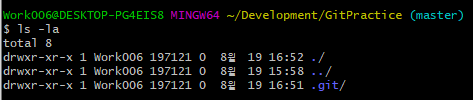 Work006@DESKTOP-PG4EIS8 MINGW64 ~/Development/GitPractice (master)
$ ls -la
total 8
drwxr-xr-x 1 Work006 197121 0  8월  19 16:52 ./
drwxr-xr-x 1 Work006 197121 0  8월  19 15:58 ../
drwxr-xr-x 1 Work006 197121 0  8월  19 16:51 .git/